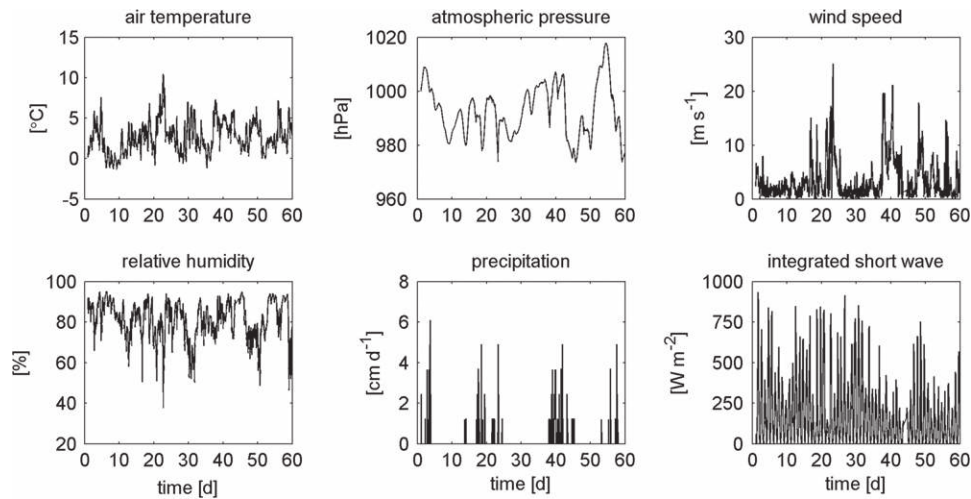 air temperature
[°C]
15
10
5
0
-5
0 10 20 30 40 50 60
atmospheric pressure
[hPa]
1020
1000
980
960
0 10 20 30 40 50 60
wind speed
[m s⁻¹]
30
20
10
0
0 10 20 30 40 50 60
relative humidity
[%]
100
80
60
40
20
0 10 20 30 40 50 60
time [d]
precipitation
[cm d⁻¹]
8
6
4
2
0
0 10 20 30 40 50 60
time [d]
integrated short wave
[W m⁻²]
1000
750
500
250
0
0 10 20 30 40 50 60
time [d]